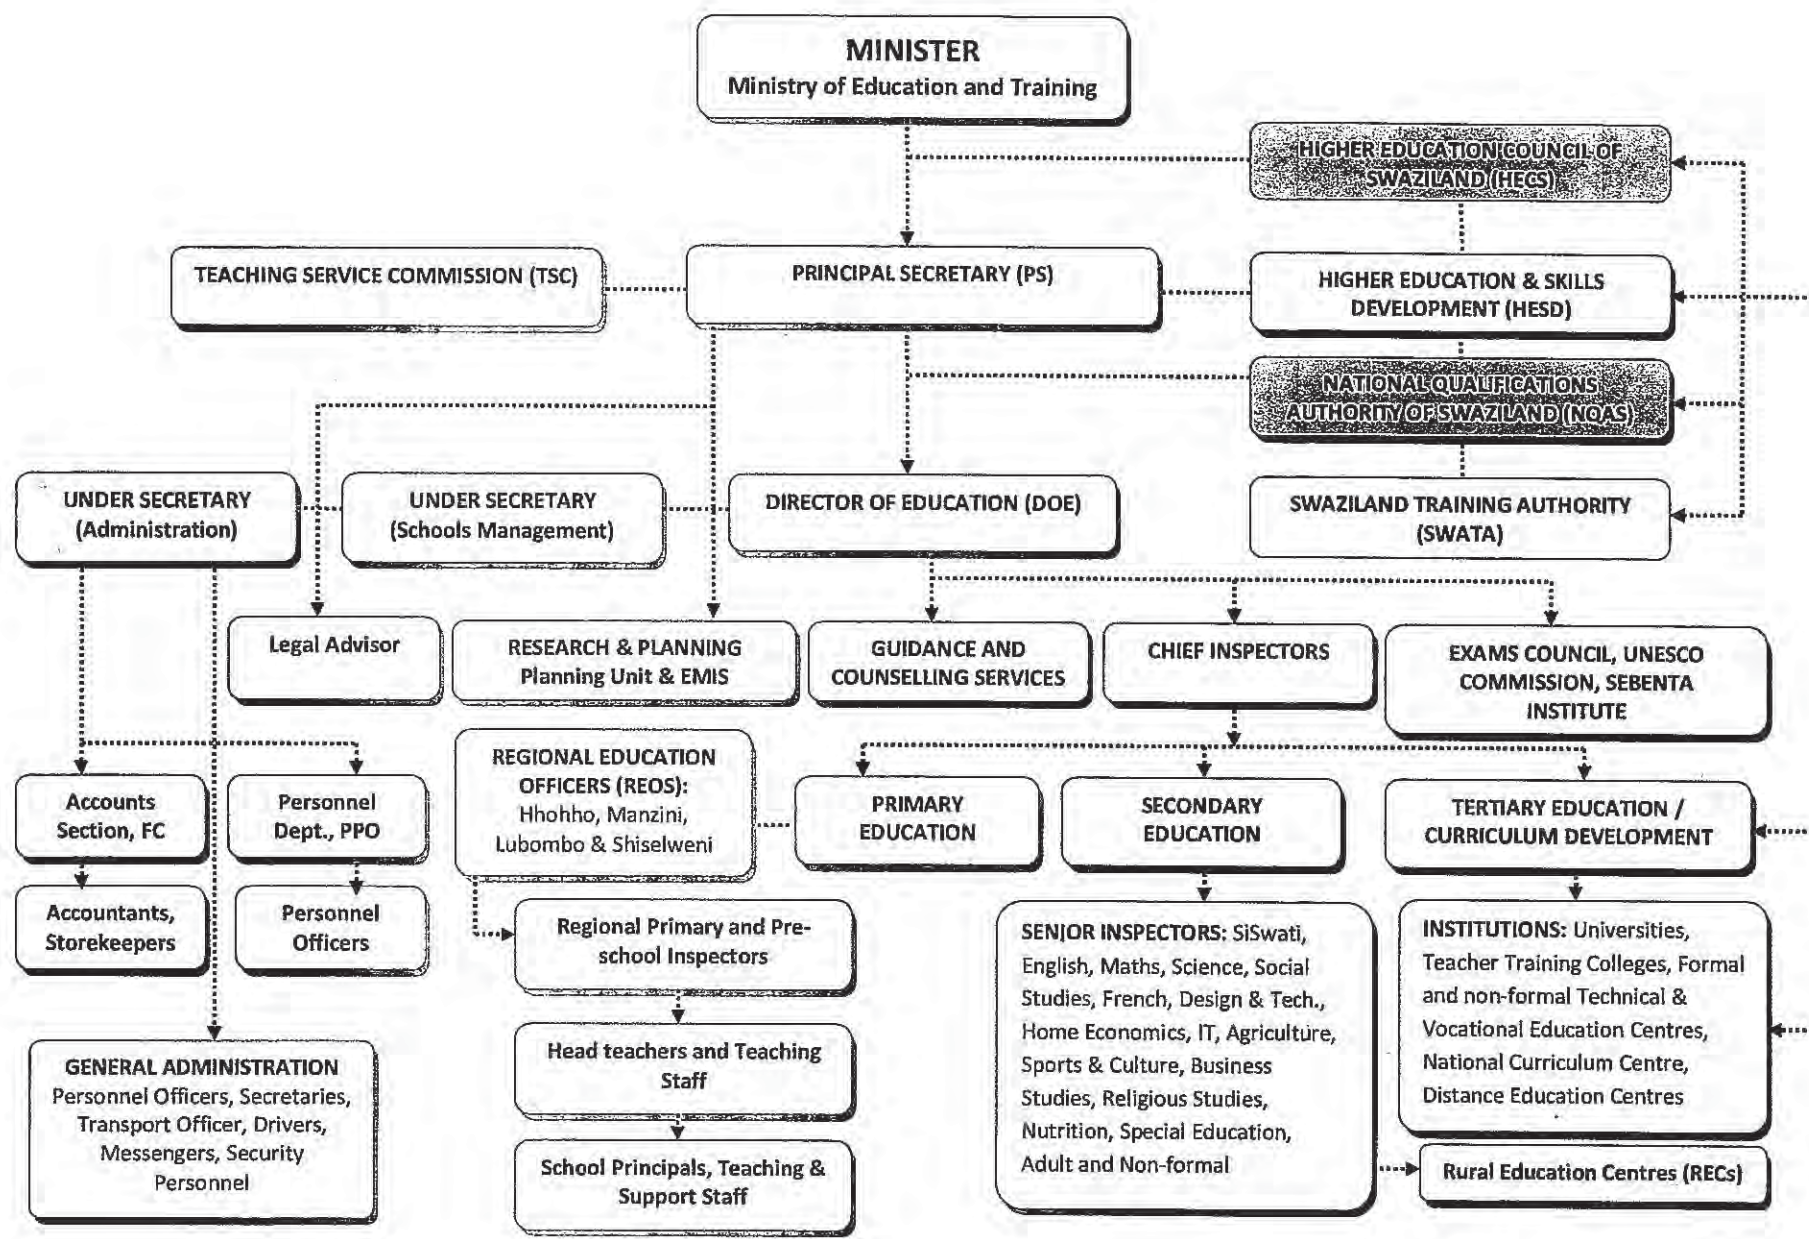 MINISTER
Ministry of Education and Training
HIGHER EDUCATION COUNCIL OF
SWAZILAND (HECS)
TEACHING SERVICE COMMISSION (TSC)
PRINCIPAL SECRETARY (PS)
HIGHER EDUCATION & SKILLS
DEVELOPMENT (HESD)
NATIONAL QUALIFICATIONS
AUTHORITY OF SWAZILAND (NQAS)
UNDER SECRETARY
(Administration)
UNDER SECRETARY
(Schools Management)
DIRECTOR OF EDUCATION (DOE)
SWAZILAND TRAINING AUTHORITY
(SWATA)
Legal Advisor
RESEARCH & PLANNING
Planning Unit & EMIS
GUIDANCE AND
COUNSELLING SERVICES
CHIEF INSPECTORS
EXAMS COUNCIL, UNESCO
COMMISSION, SEBENTA
INSTITUTE
Accounts
Section, FC
Personnel
Dept., PPO
REGIONAL EDUCATION
OFFICERS (REOS):
Hhohho, Manzini,
Lubombo & Shiselweni
PRIMARY
EDUCATION
SECONDARY
EDUCATION
TERTIARY EDUCATION /
CURRICULUM DEVELOPMENT
Accountants,
Storekeepers
Personnel
Officers
Regional Primary and Pre-
school Inspectors
SENIOR INSPECTORS: SiSwati,
English, Maths, Science, Social
Studies, French, Design & Tech.,
Home Economics, IT, Agriculture,
Sports & Culture, Business
Studies, Religious Studies,
Nutrition, Special Education,
Adult and Non-formal
INSTITUTIONS: Universities,
Teacher Training Colleges, Formal
and non-formal Technical &
Vocational Education Centres,
National Curriculum Centre,
Distance Education Centres
GENERAL ADMINISTRATION
Personnel Officers, Secretaries,
Transport Officer, Drivers,
Messengers, Security
Personnel
Head teachers and Teaching
Staff
School Principals, Teaching &
Support Staff
Rural Education Centres (RECs)